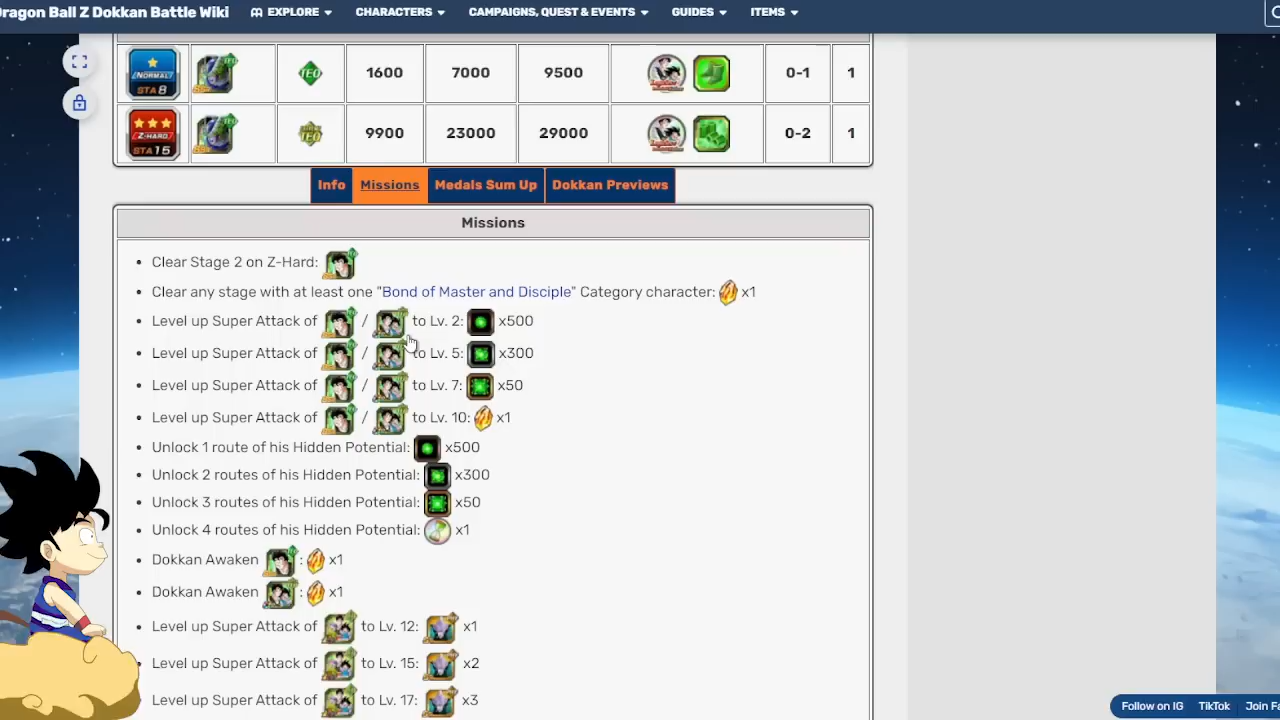 Dragon Ball Z Dokkan Battle Wiki EXPLORE CHARACTERS CAMPAIGNS, QUEST & EVENTS GUIDES ITEMS
NORMAL
STA 8
TEQ 1600 7000 9500 0-1 1
Z-HARD
STA 15
TEQ 9900 23000 29000 0-2 1
Info Missions Medals Sum Up Dokkan Previews
Missions
Clear Stage 2 on Z-Hard:
Clear any stage with at least one "Bond of Master and Disciple" Category character: x1
Level up Super Attack of / to Lv. 2: x500
Level up Super Attack of / to Lv. 5: x300
Level up Super Attack of / to Lv. 7: x50
Level up Super Attack of / to Lv. 10: x1
Unlock 1 route of his Hidden Potential: x500
Unlock 2 routes of his Hidden Potential: x300
Unlock 3 routes of his Hidden Potential: x50
Unlock 4 routes of his Hidden Potential: x1
Dokkan Awaken : x1
Dokkan Awaken : x1
Level up Super Attack of to Lv. 12: x1
Level up Super Attack of to Lv. 15: x2
Level up Super Attack of to Lv. 17: x3
Follow on IG TikTok Join Fa